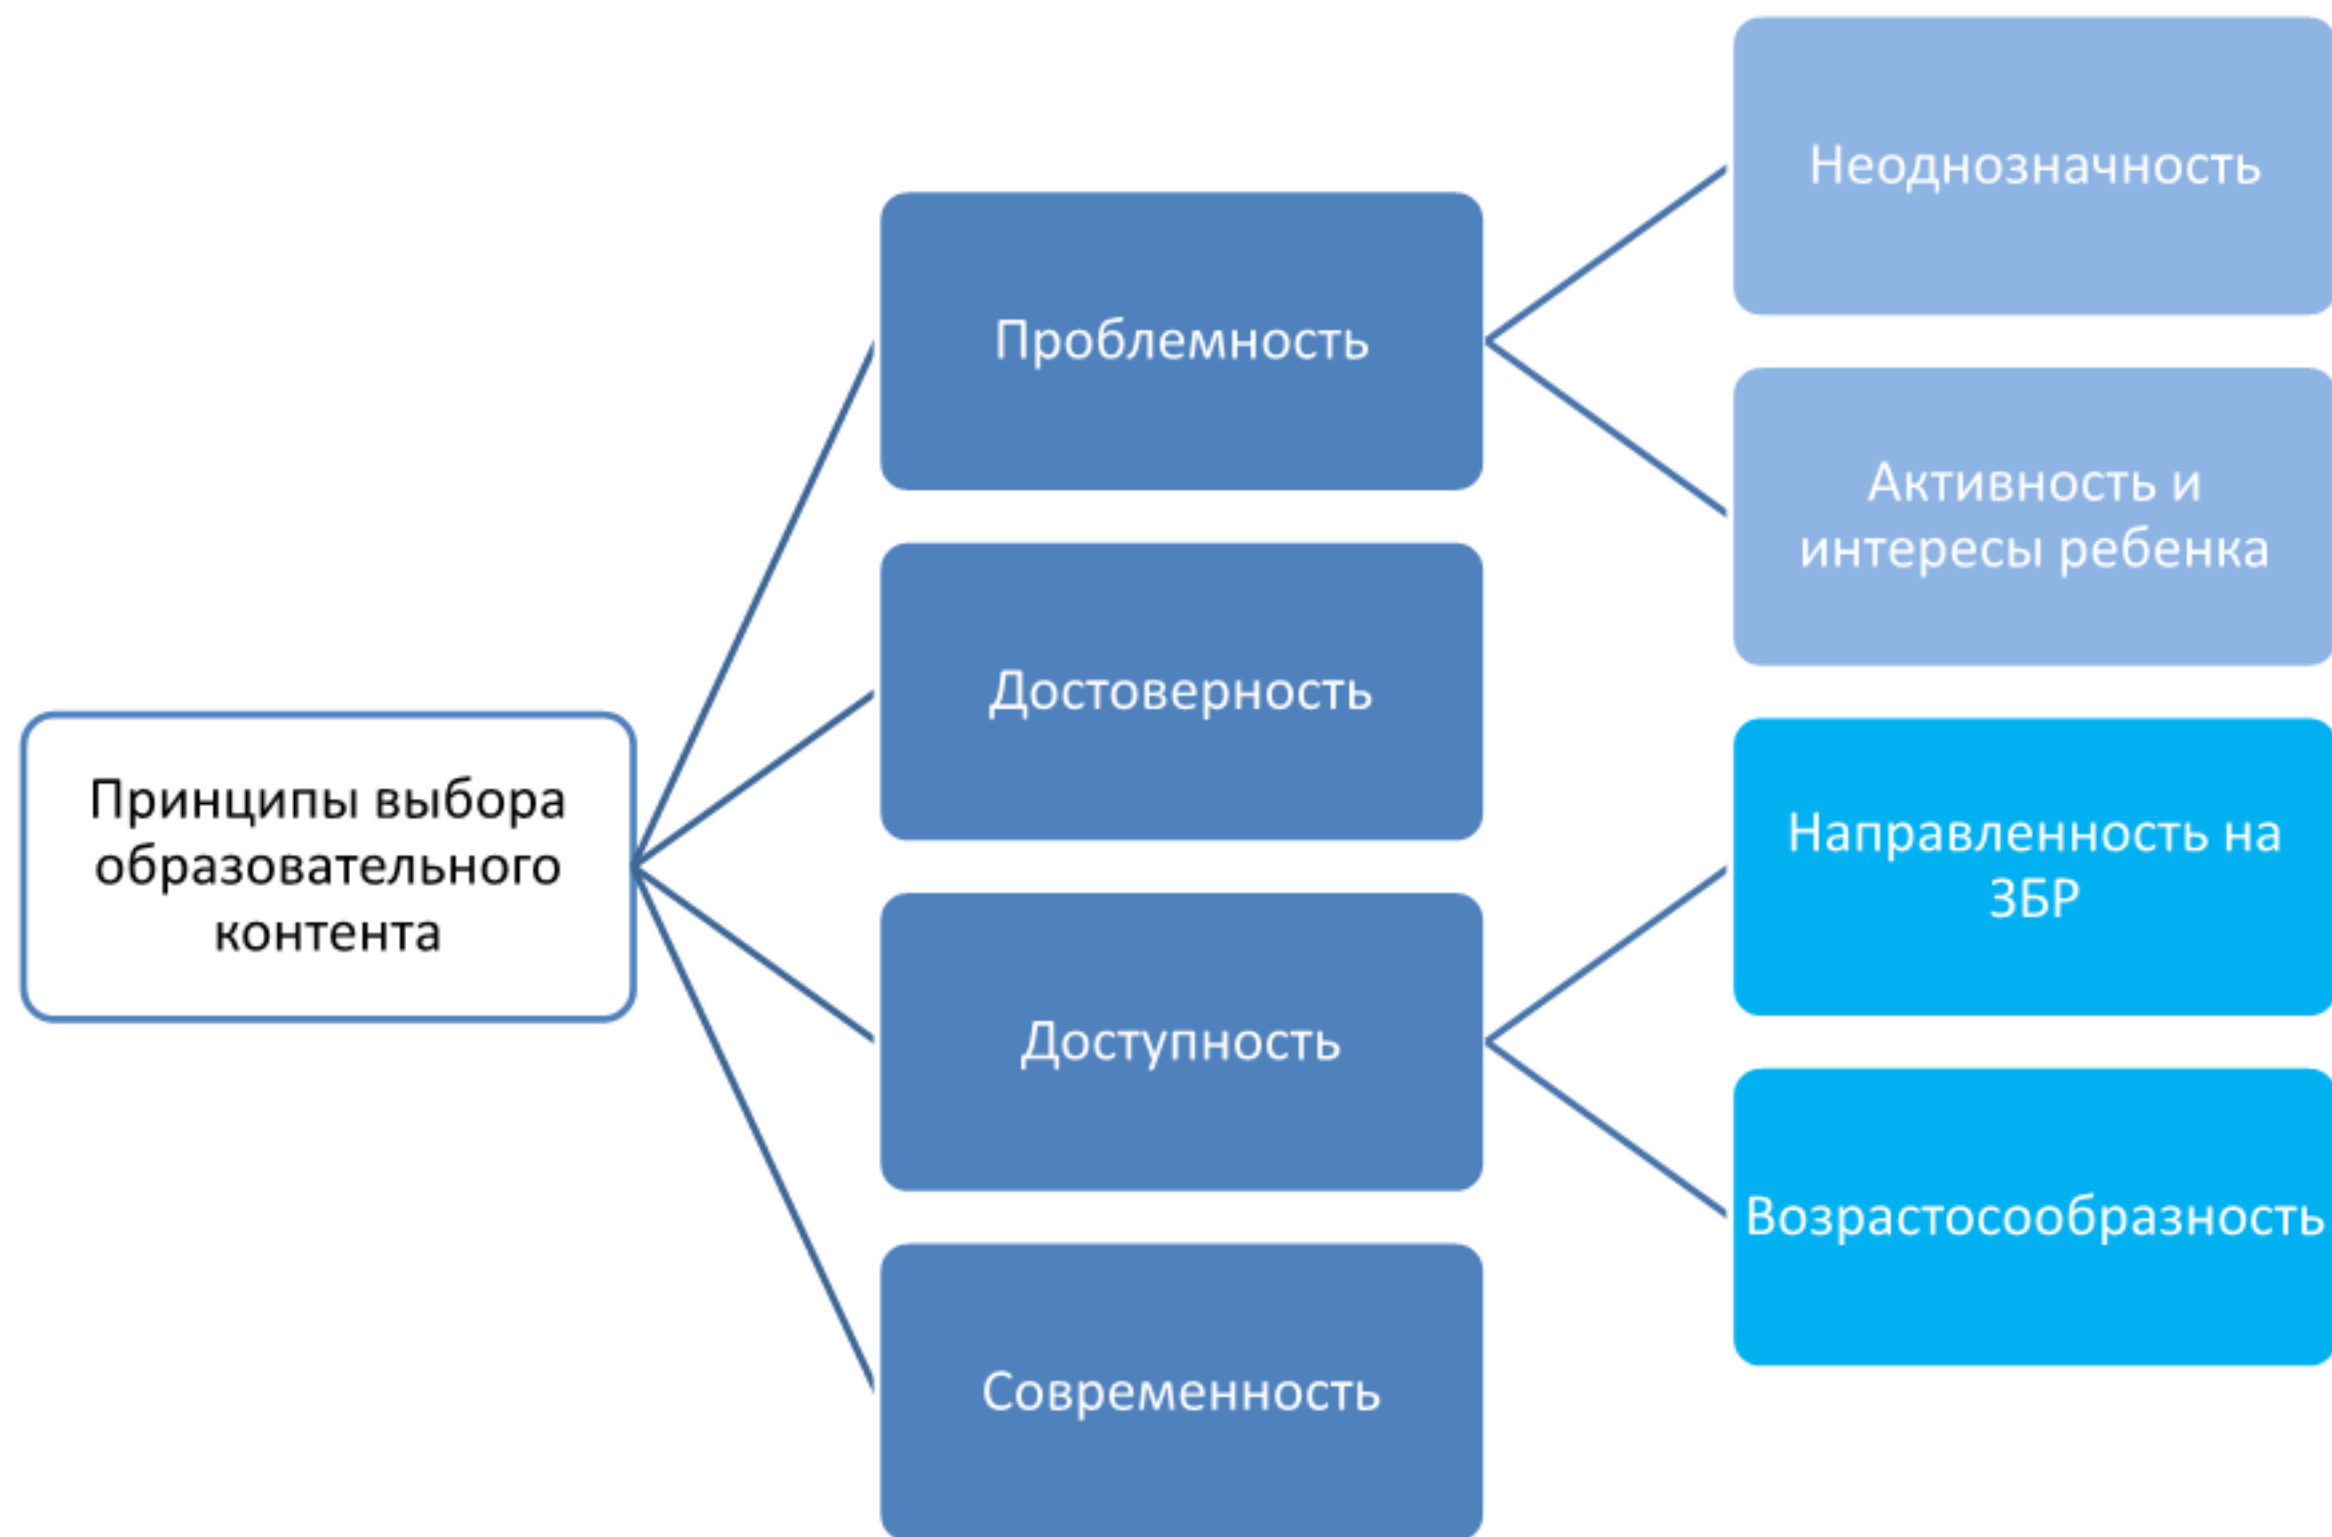 Принципы выбора
образовательного
контента
Проблемность
Достоверность
Доступность
Современность
Неоднозначность
Активность и
интересы ребенка
Направленность на
ЗБР
Возрастосообразность